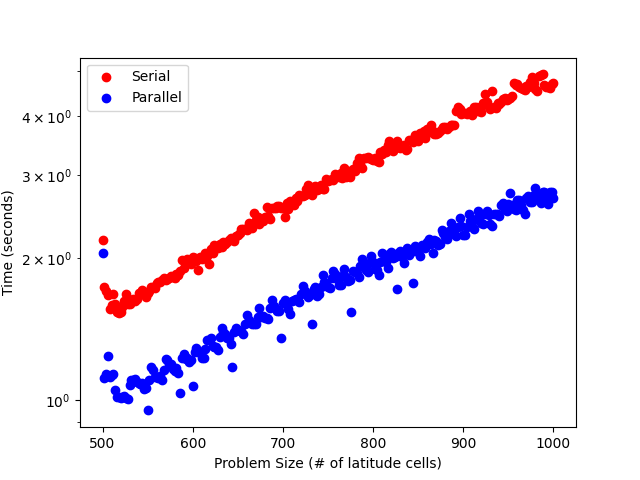 Serial
Parallel
4 × 10⁰
3 × 10⁰
2 × 10⁰
10⁰
Time (seconds)
500 600 700 800 900 1000
Problem Size (# of latitude cells)